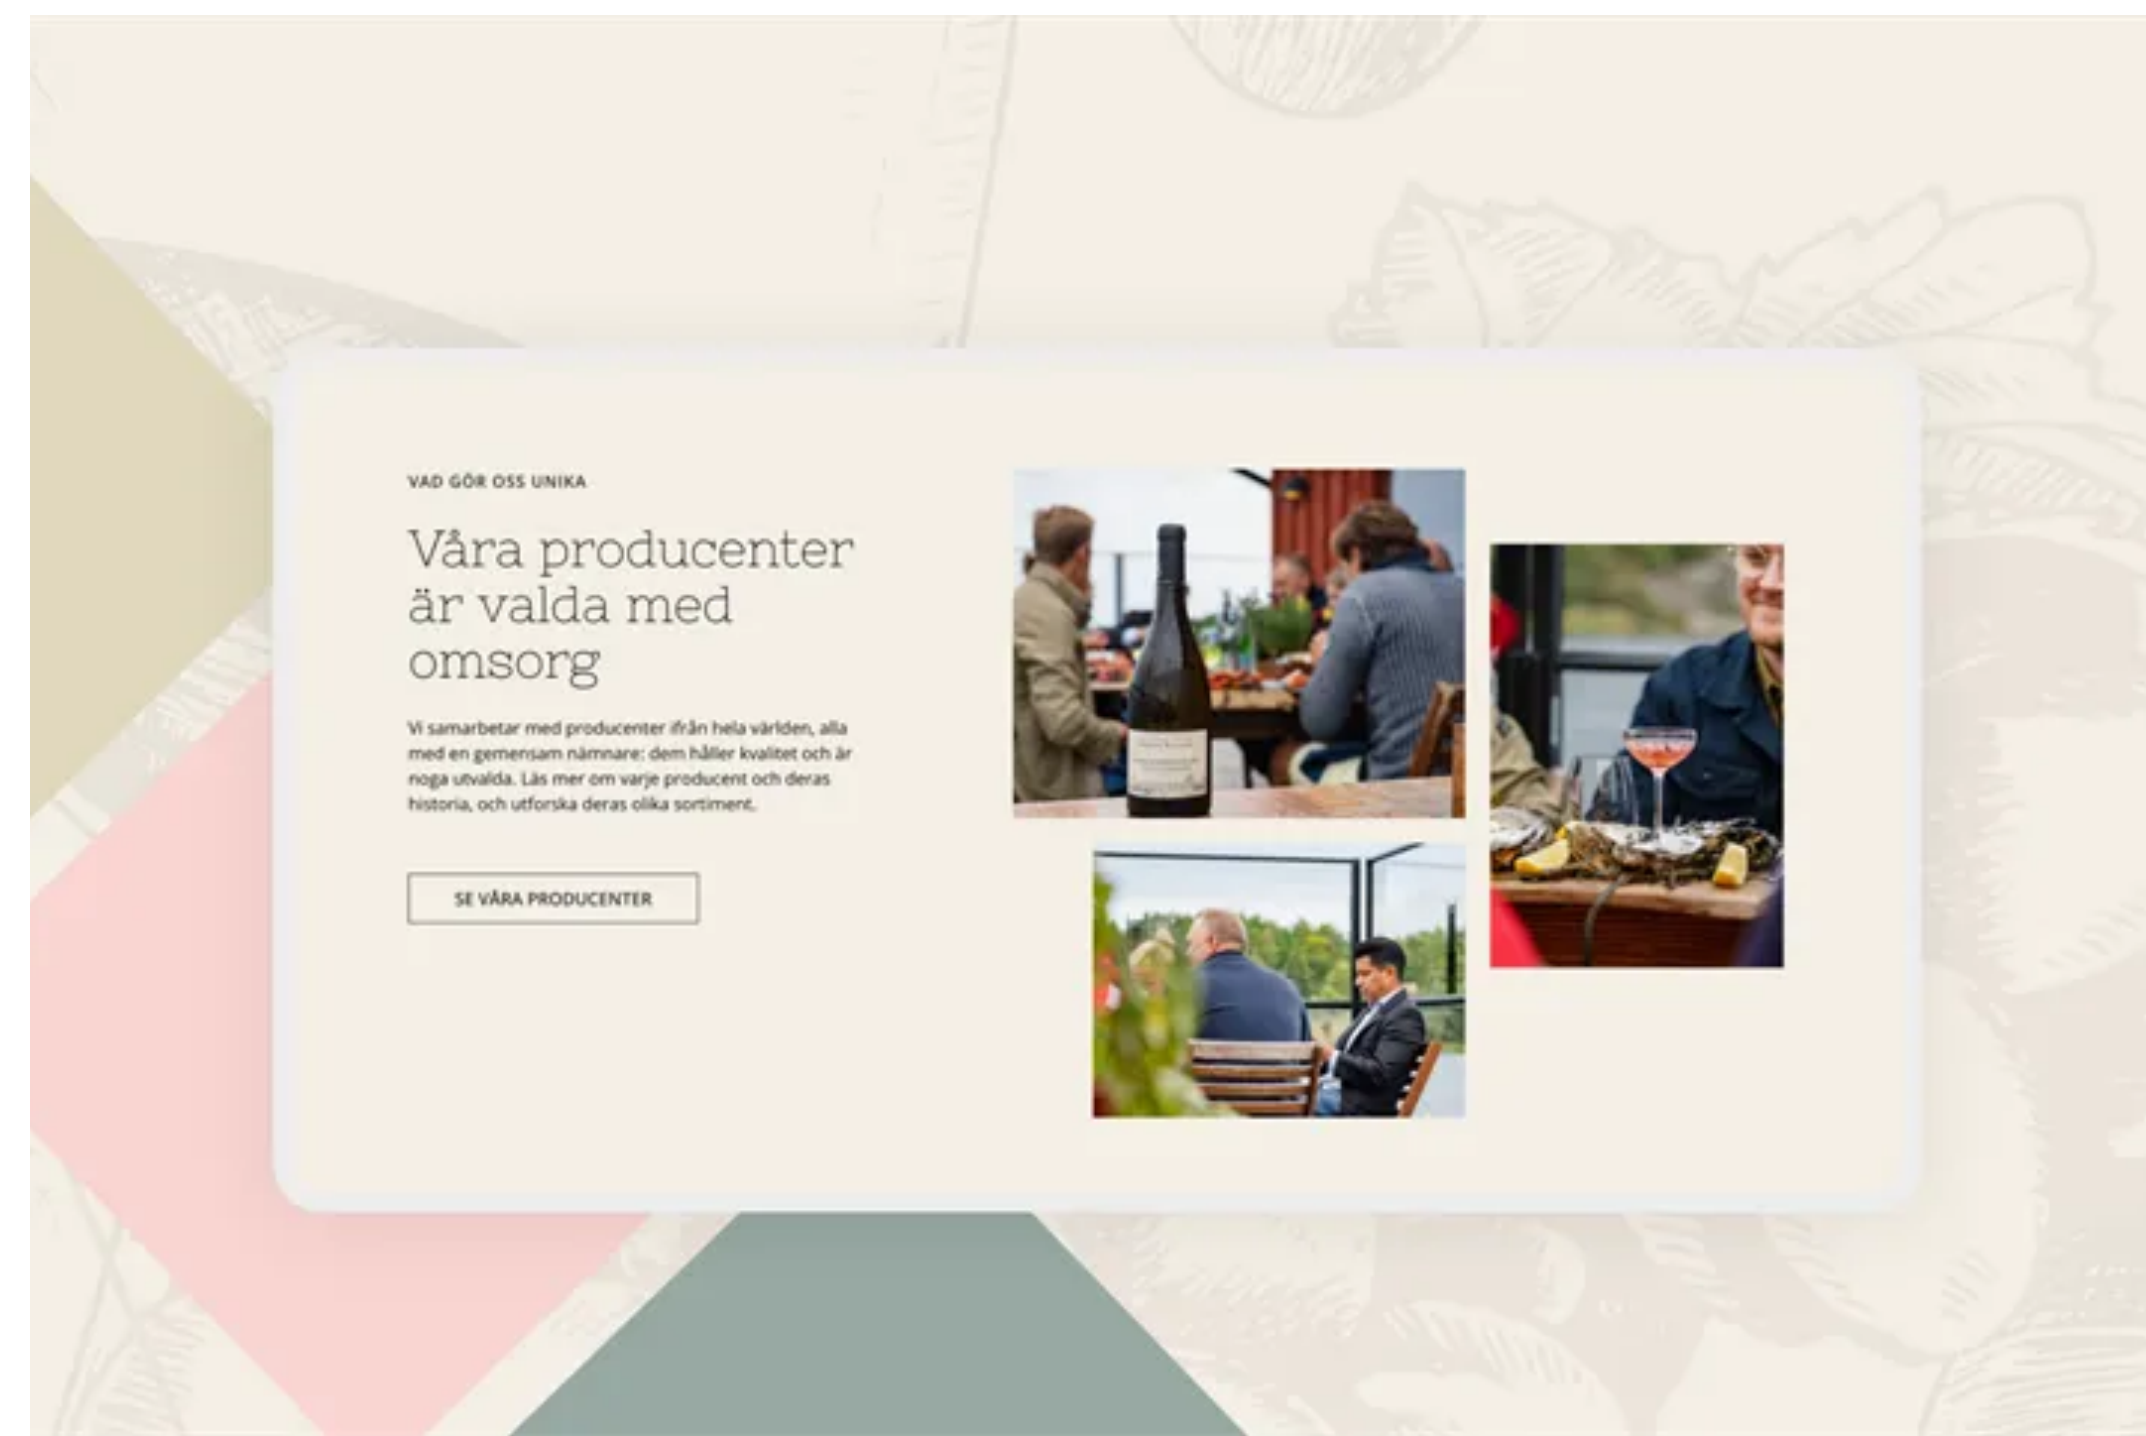 VAD GÖR OSS UNIKA
Våra producenter
är valda med
omsorg
Vi samarbetar med producenter ifrån hela världen, alla
med en gemensam nämnare: dem håller kvalitet och är
noga utvalda. Läs mer om varje producent och deras
historia, och utforska deras olika sortiment.
SE VÅRA PRODUCENTER